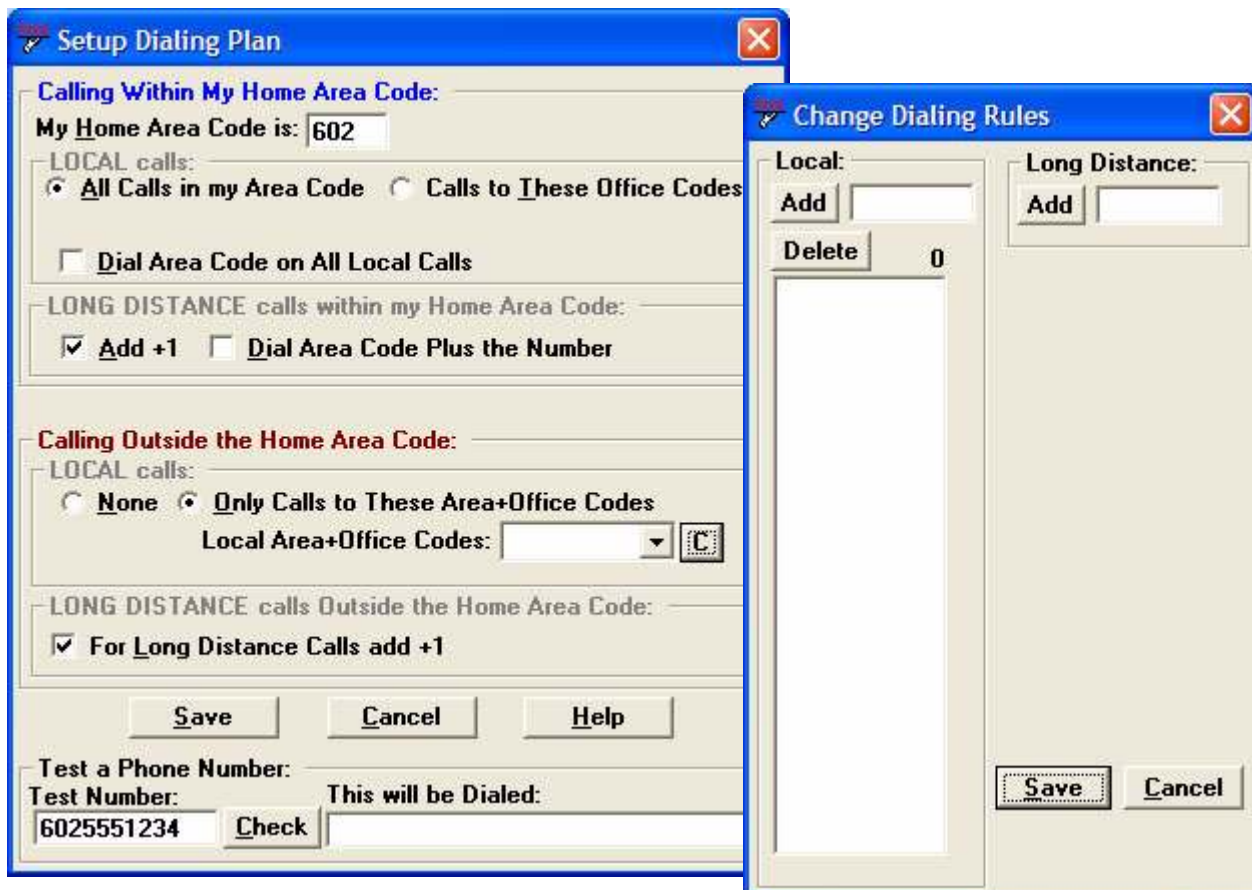 Setup Dialing Plan
Calling Within My Home Area Code:
My Home Area Code is: 602
LOCAL calls:
All Calls in my Area Code Calls to These Office Codes
Dial Area Code on All Local Calls
LONG DISTANCE calls within my Home Area Code:
Add +1 Dial Area Code Plus the Number
Calling Outside the Home Area Code:
LOCAL calls:
None Only Calls to These Area+Office Codes
Local Area+Office Codes: C
LONG DISTANCE calls Outside the Home Area Code:
For Long Distance Calls add +1
Save Cancel Help
Test a Phone Number:
Test Number: This will be Dialed:
6025551234 Check
Change Dialing Rules
Local: Long Distance:
Add Add
Delete 0
Save Cancel